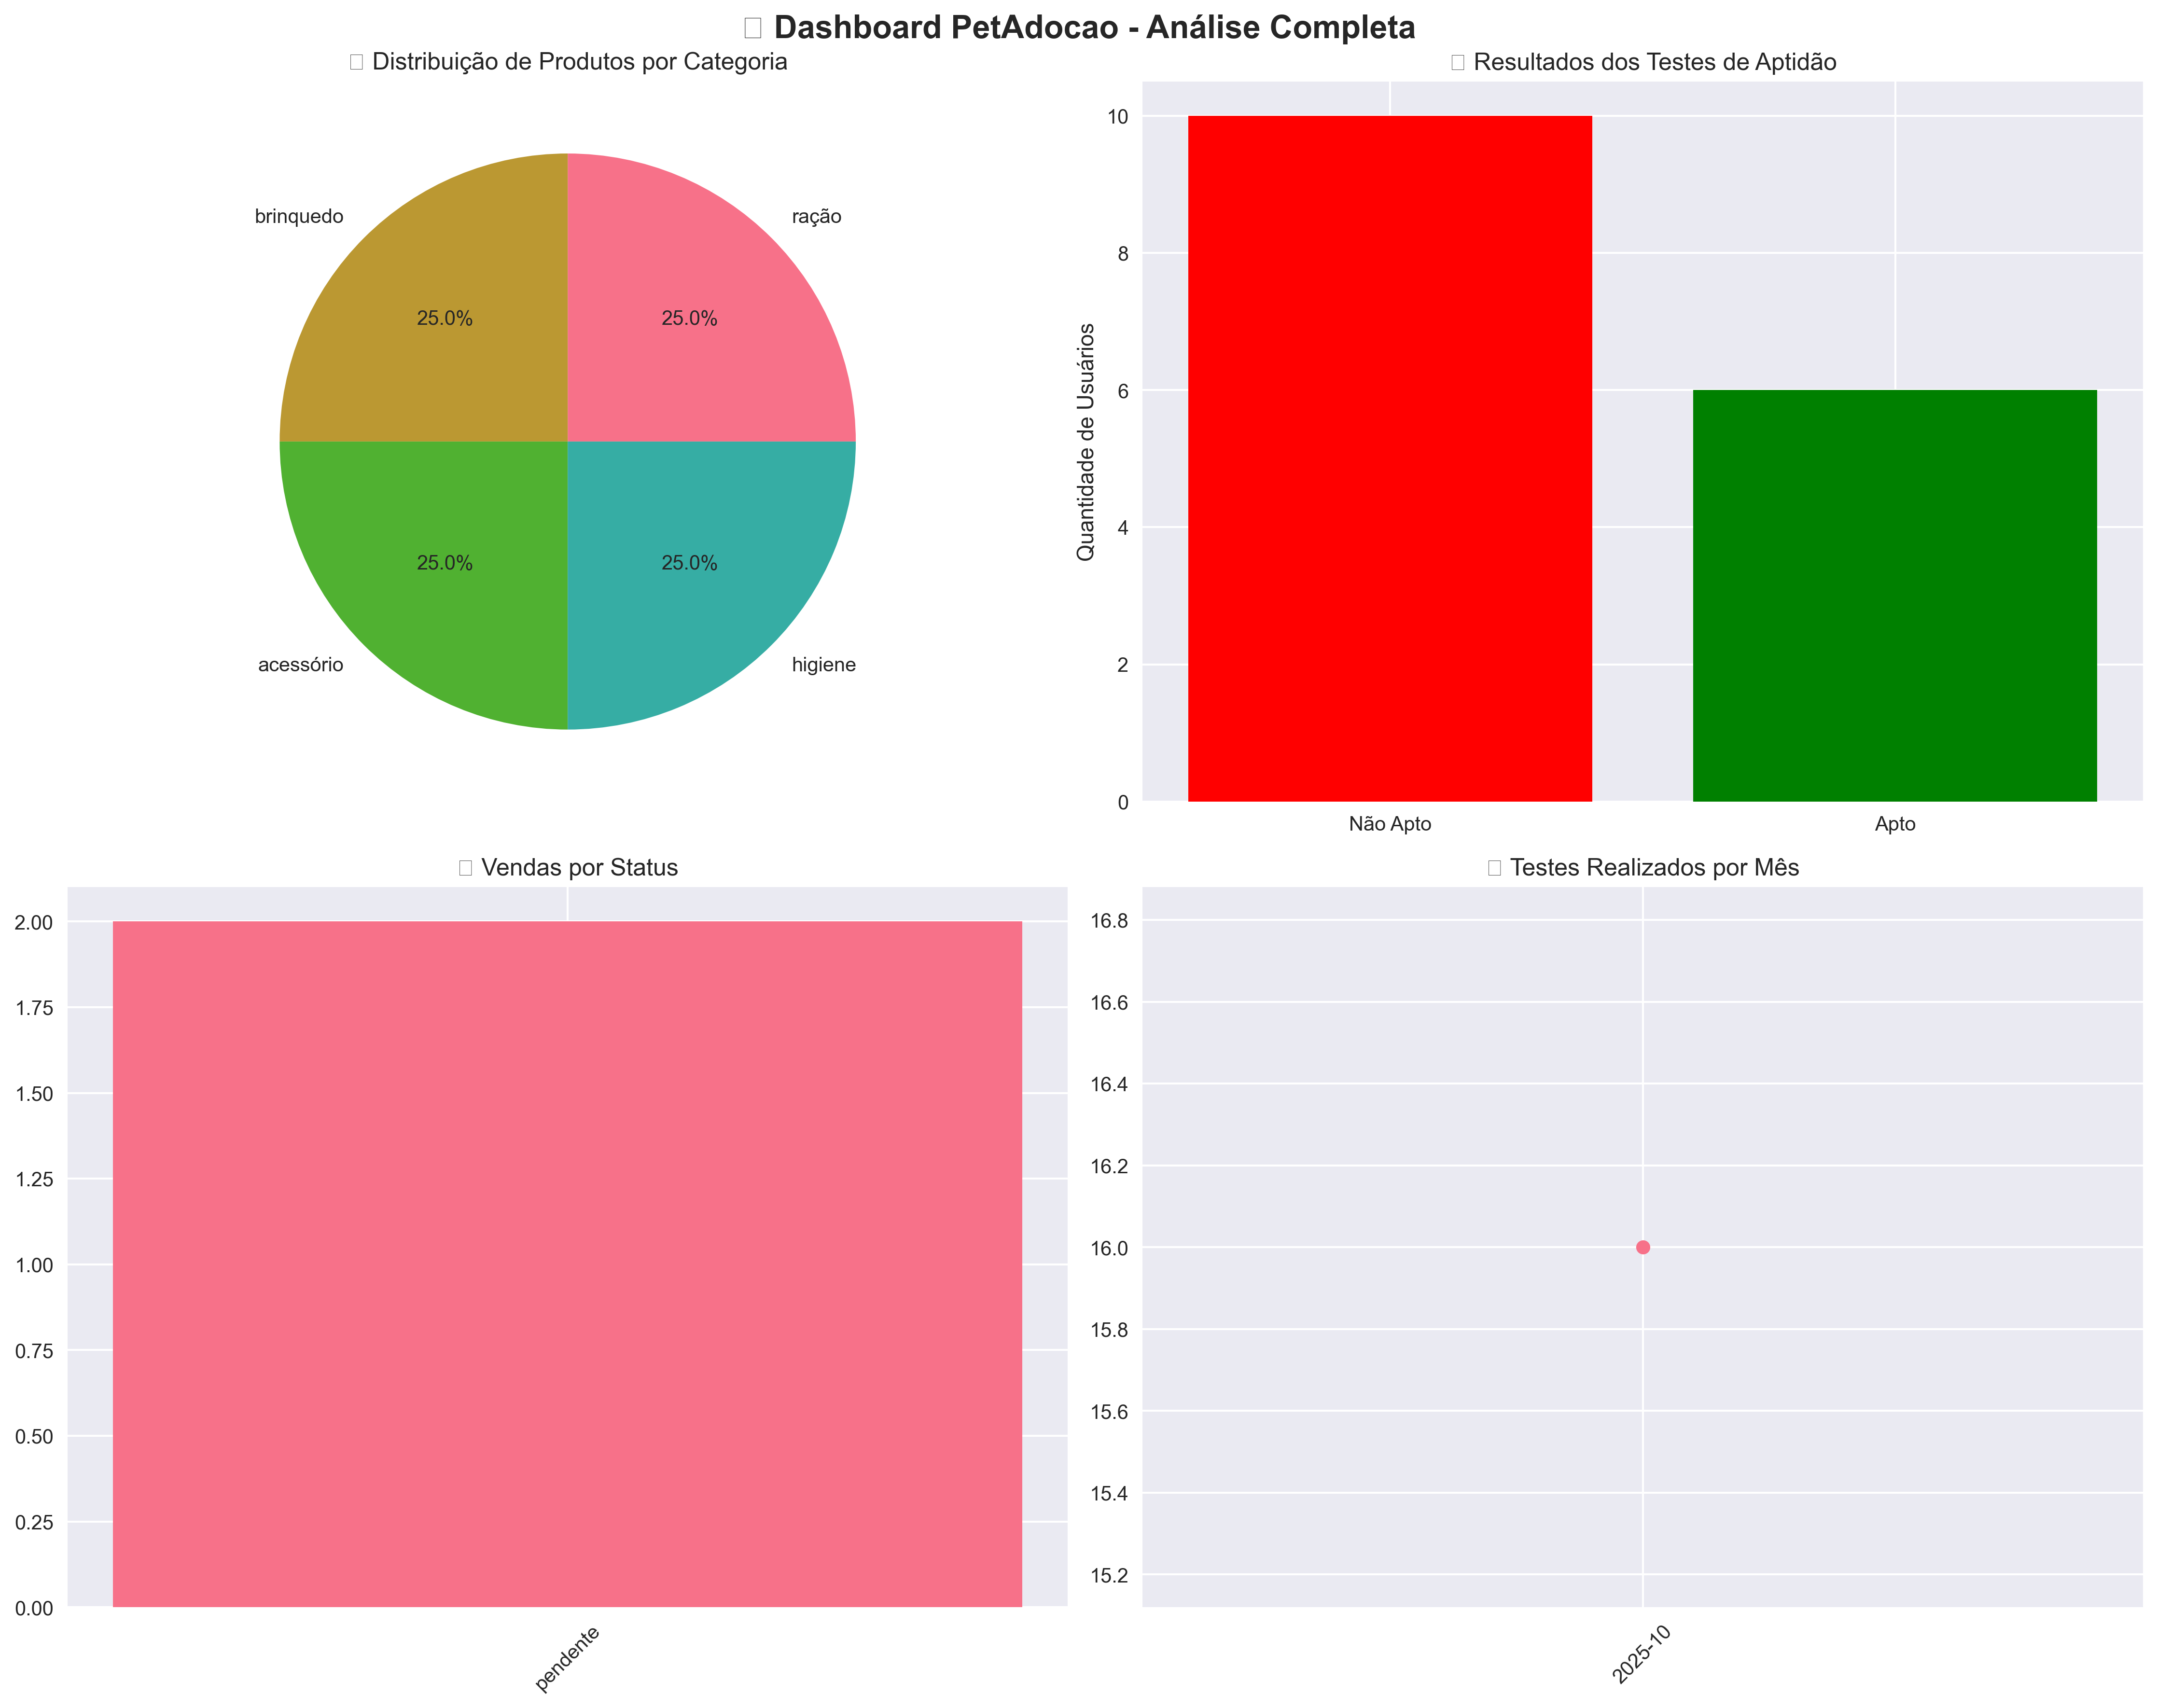 Dashboard PetAdocao - Análise Completa
Distribuição de Produtos por Categoria
brinquedo
ração
25.0%
25.0%
25.0%
25.0%
acessório
higiene
Resultados dos Testes de Aptidão
Quantidade de Usuários
10
8
6
4
2
0
Não Apto
Apto
Vendas por Status
2.00
1.75
1.50
1.25
1.00
0.75
0.50
0.25
0.00
pendente
Testes Realizados por Mês
16.8
16.6
16.4
16.2
16.0
15.8
15.6
15.4
15.2
2025-10